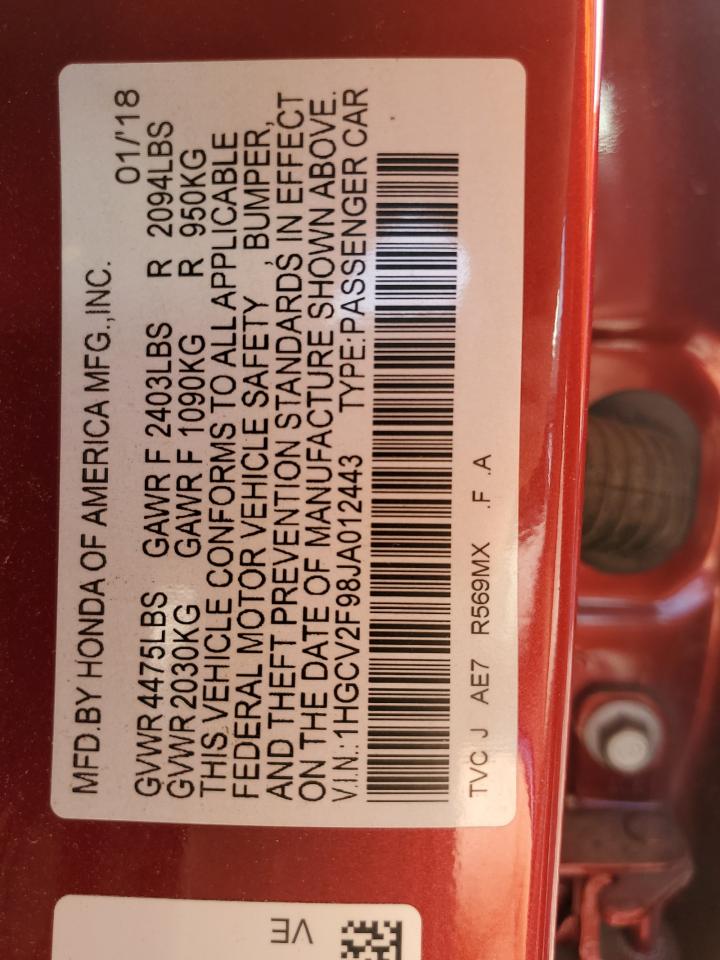 MFD.BY HONDA OF AMERICA MFG.,INC. 01/'18
GVWR 4475LBS GAWR F 2403LBS R 2094LBS
GVWR 2030KG GAWR F 1090KG R 950KG
THIS VEHICLE CONFORMS TO ALL APPLICABLE
FEDERAL MOTOR VEHICLE SAFETY , BUMPER,
AND THEFT PREVENTION STANDARDS IN EFFECT
ON THE DATE OF MANUFACTURE SHOWN ABOVE.
V.I.N.:1HGCV2F98JA012443 TYPE:PASSENGER CAR
TVC J AE7 R569MX .F .A
VE